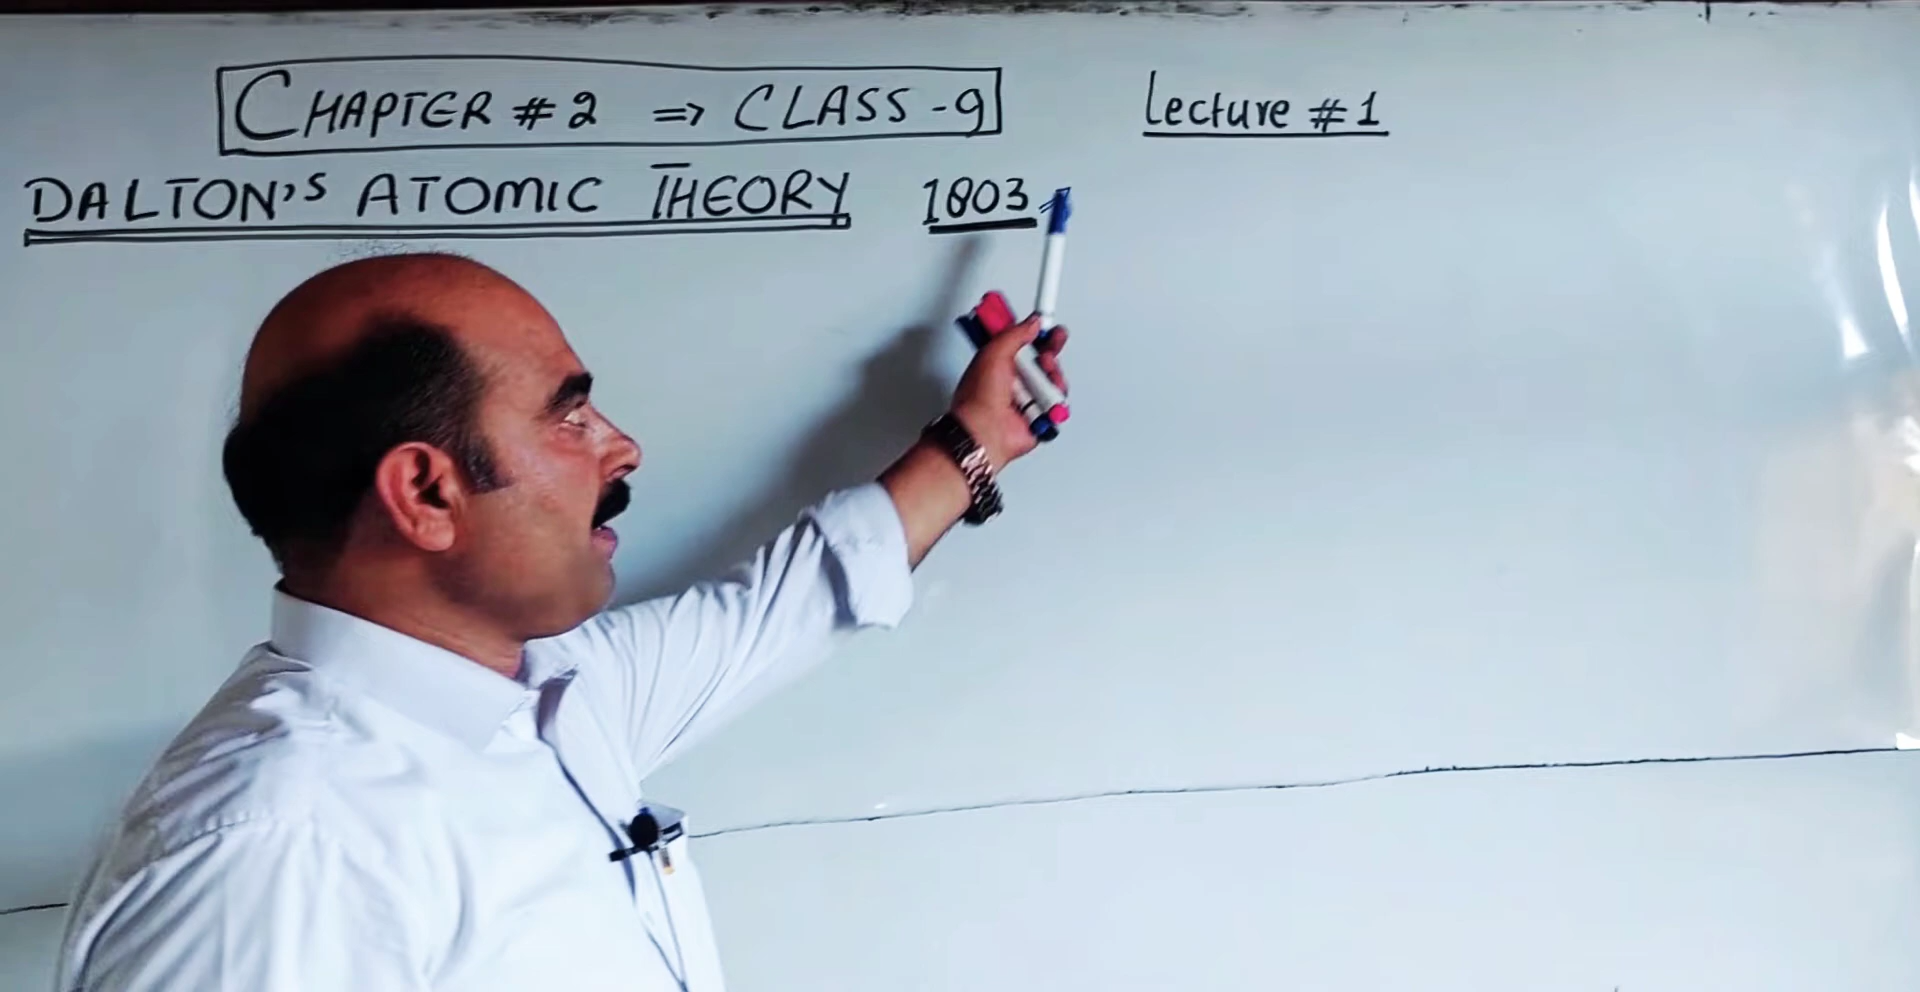 CHAPTER # 2 ⇒ CLASS - 9
Lecture # 1
DALTON'S ATOMIC THEORY 1803